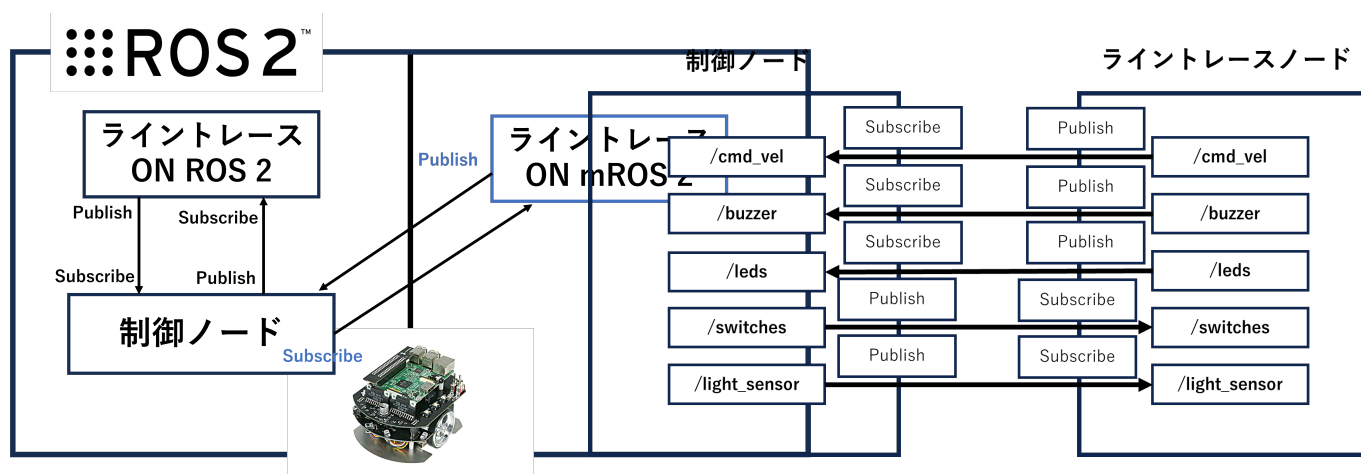 ROS 2™
ライントレース
ON ROS 2
Publish
Subscribe
Subscribe
Publish
制御ノード
Publish
ライントレース
ON mROS 2
Subscribe
制御ノード
ライントレースノード
Subscribe
Publish
/cmd_vel
/cmd_vel
Subscribe
Publish
/buzzer
/buzzer
Subscribe
Publish
/leds
/leds
Publish
Subscribe
/switches
/switches
Publish
Subscribe
/light_sensor
/light_sensor